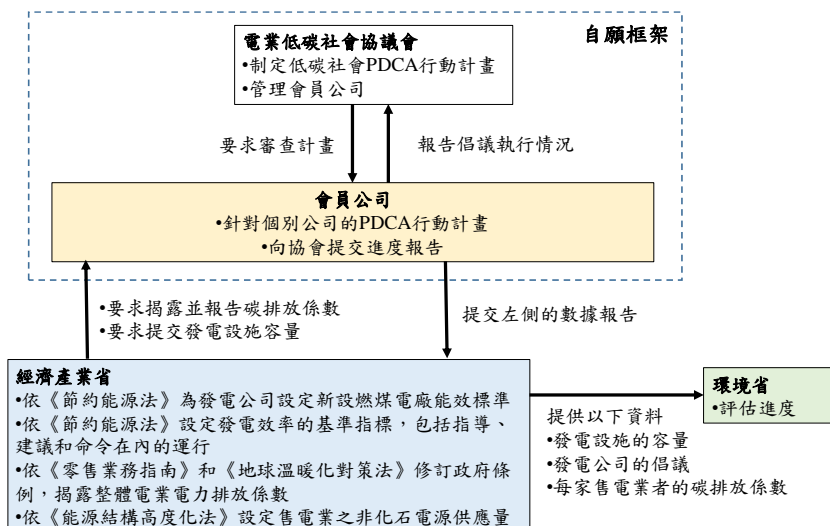 自願框架
電業低碳社會協議會
•制定低碳社會PDCA行動計畫
•管理會員公司
要求審查計畫
報告倡議執行情況
會員公司
•針對個別公司的PDCA行動計畫
•向協會提交進度報告
•要求揭露並報告碳排放係數
•要求提交發電設施容量
提交左側的數據報告
經濟產業省
•依《節約能源法》為發電公司設定新設燃煤電廠能效標準
•依《節約能源法》設定發電效率的基準指標，包括指導、
建議和命令在內的運行
•依《零售業務指南》和《地球溫暖化對策法》修訂政府條
例，揭露整體電業電力排放係數
•依《能源結構高度化法》設定售電業之非化石電源供應量
提供以下資料
•發電設施的容量
•發電公司的倡議
•每家售電業者的碳排放係數
環境省
•評估進度